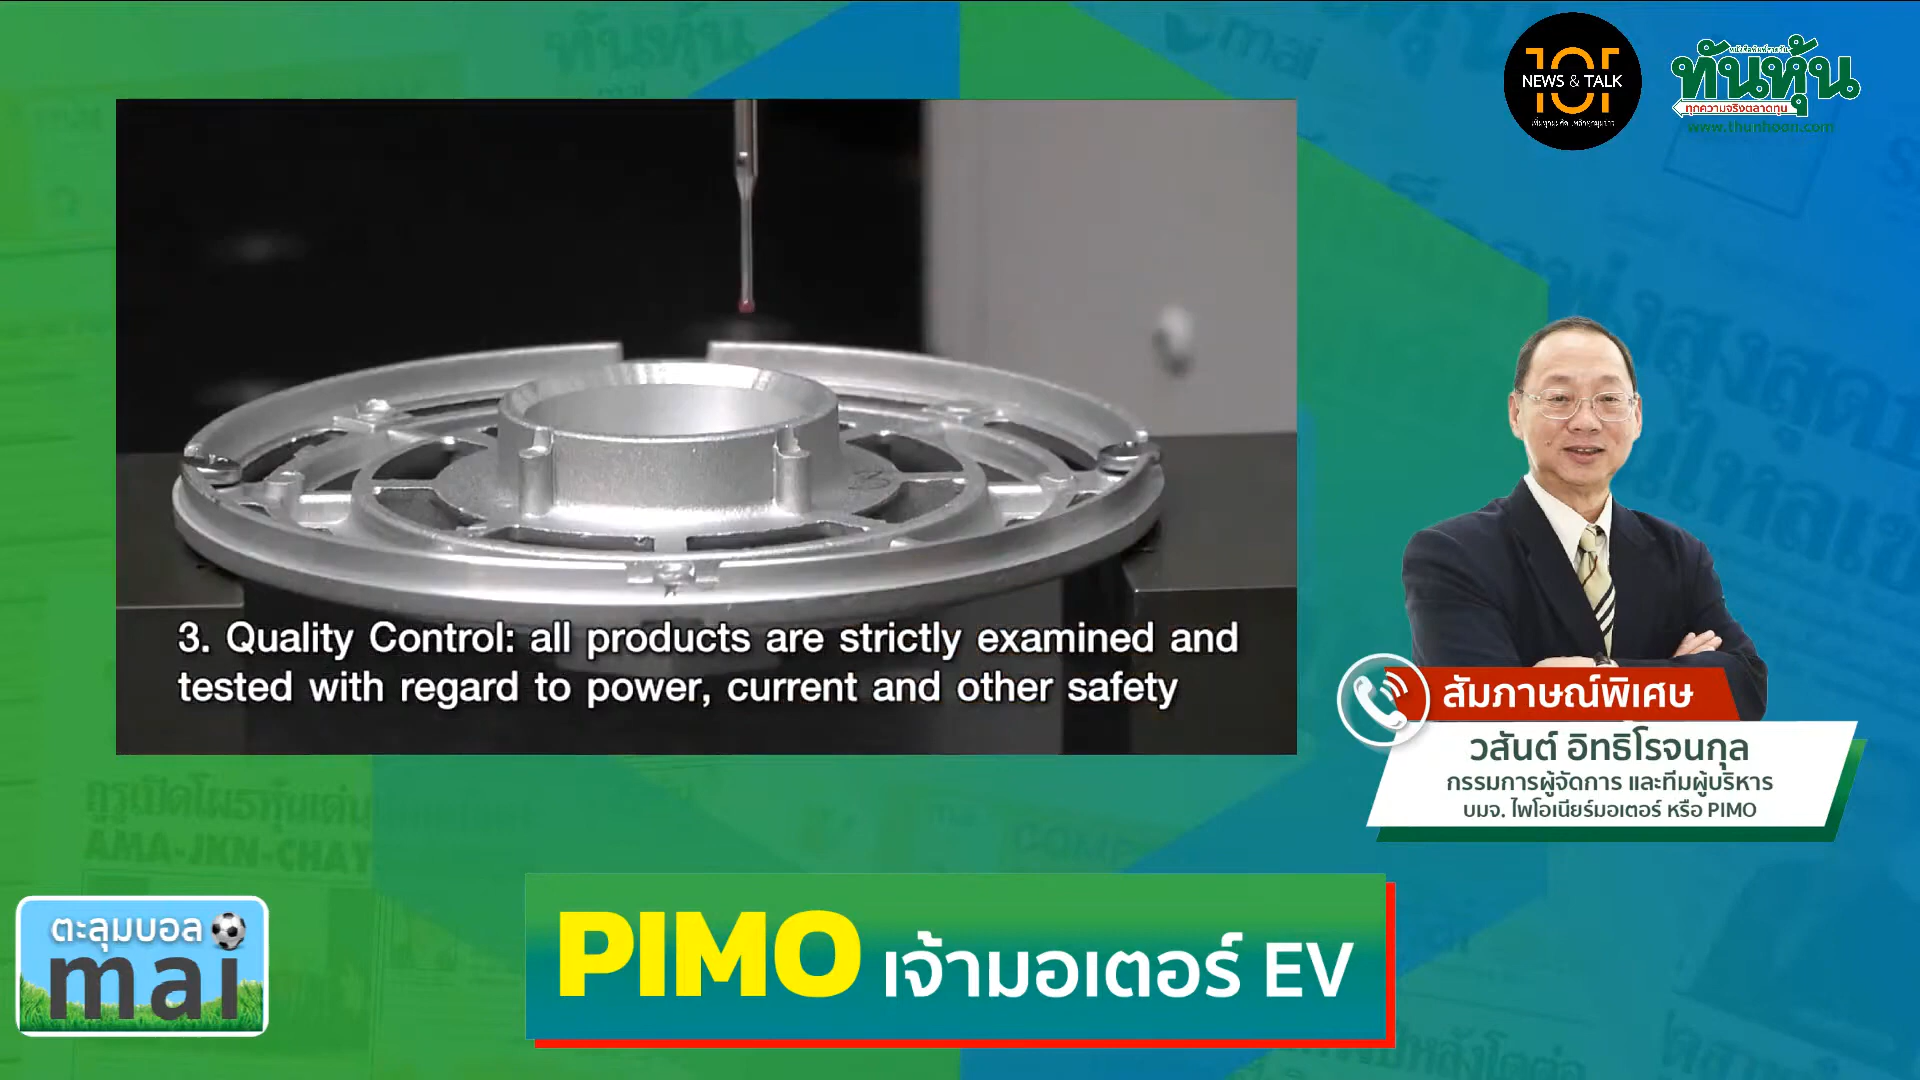 101
NEWS & TALK
ทันหุ้น
ทุกความจริงตลาดทุน
www.thunhoon.com
3. Quality Control: all products are strictly examined and
tested with regard to power, current and other safety
สัมภาษณ์พิเศษ
วสันต์ อิทธิโรจนกุล
กรรมการผู้จัดการ และทีมผู้บริหาร
บมจ. ไพโอเนียร์มอเตอร์ หรือ PIMO
AMA-JKN-CHAY
ตะลุมบอล
mai
PIMO เจ้ามอเตอร์ EV